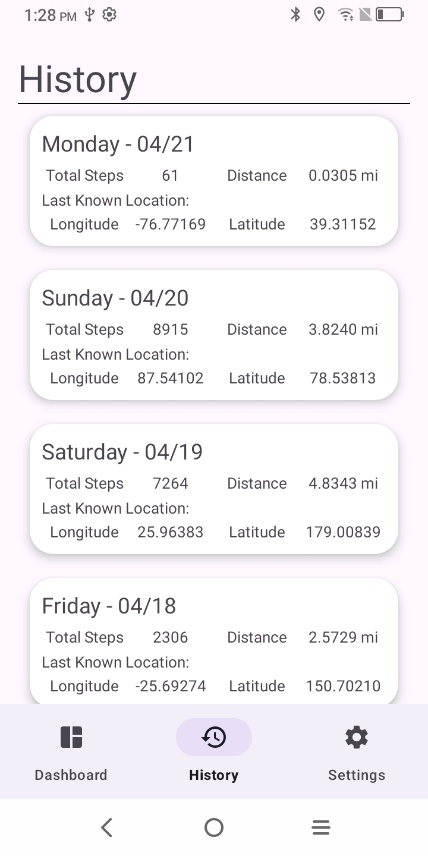 1:28 PM
History
Monday - 04/21
Total Steps 61 Distance 0.0305 mi
Last Known Location:
Longitude -76.77169 Latitude 39.31152
Sunday - 04/20
Total Steps 8915 Distance 3.8240 mi
Last Known Location:
Longitude 87.54102 Latitude 78.53813
Saturday - 04/19
Total Steps 7264 Distance 4.8343 mi
Last Known Location:
Longitude 25.96383 Latitude 179.00839
Friday - 04/18
Total Steps 2306 Distance 2.5729 mi
Last Known Location:
Longitude -25.69274 Latitude 150.70210
Dashboard History Settings